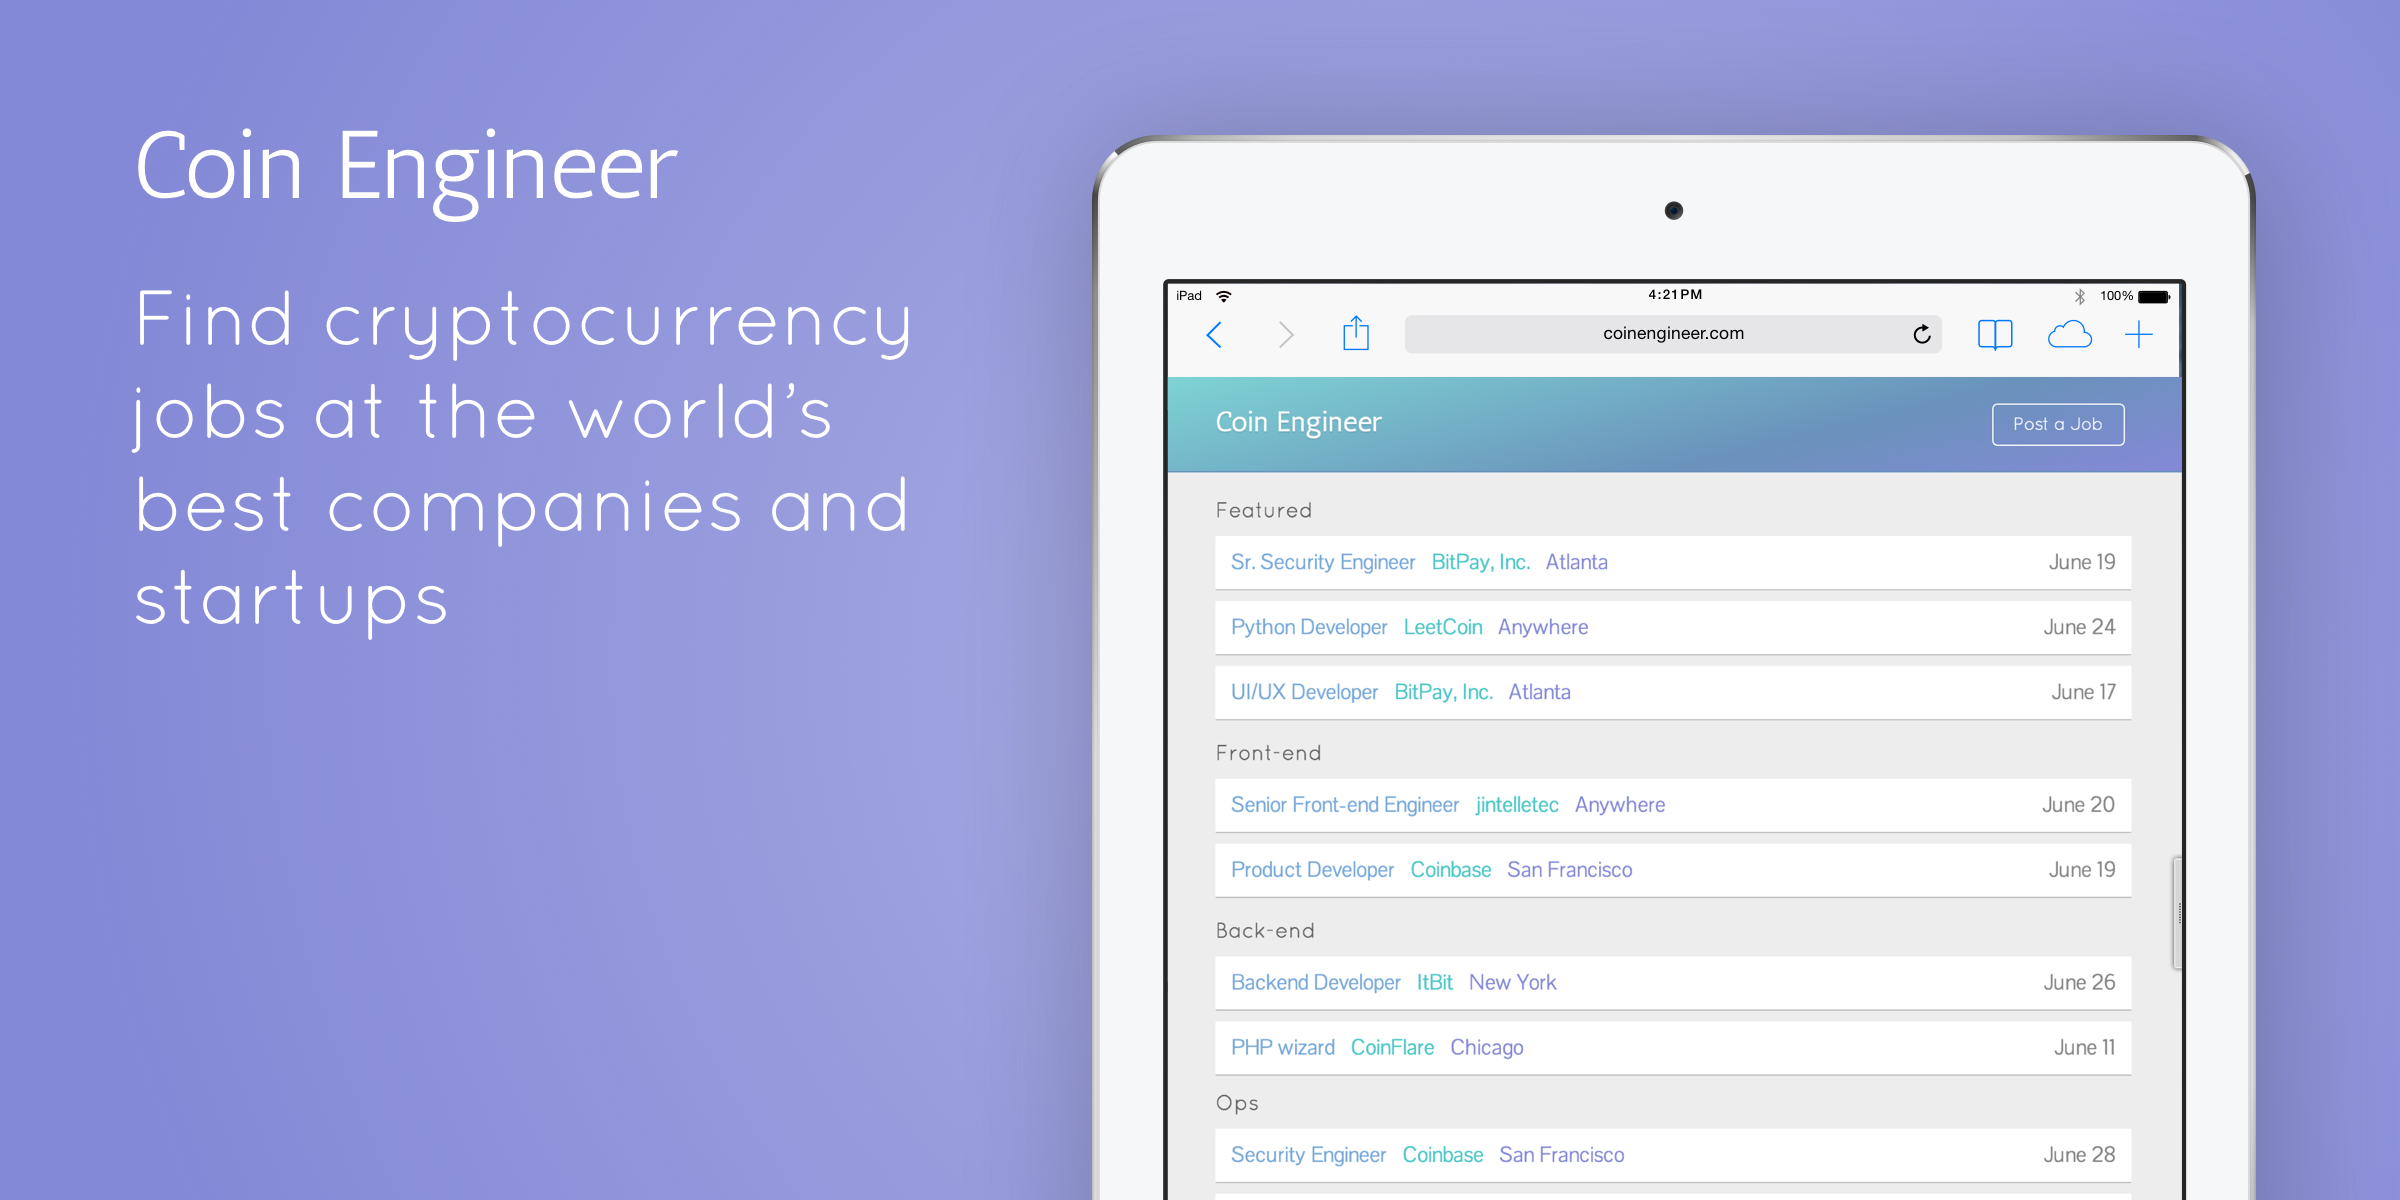 Coin Engineer
Find cryptocurrency
jobs at the world’s
best companies and
startups
iPad 4:21 PM 100%
coinengineer.com
Coin Engineer Post a Job
Featured
Sr. Security Engineer BitPay, Inc. Atlanta June 19
Python Developer LeetCoin Anywhere June 24
UI/UX Developer BitPay, Inc. Atlanta June 17
Front-end
Senior Front-end Engineer jintelletec Anywhere June 20
Product Developer Coinbase San Francisco June 19
Back-end
Backend Developer ItBit New York June 26
PHP wizard CoinFlare Chicago June 11
Ops
Security Engineer Coinbase San Francisco June 28